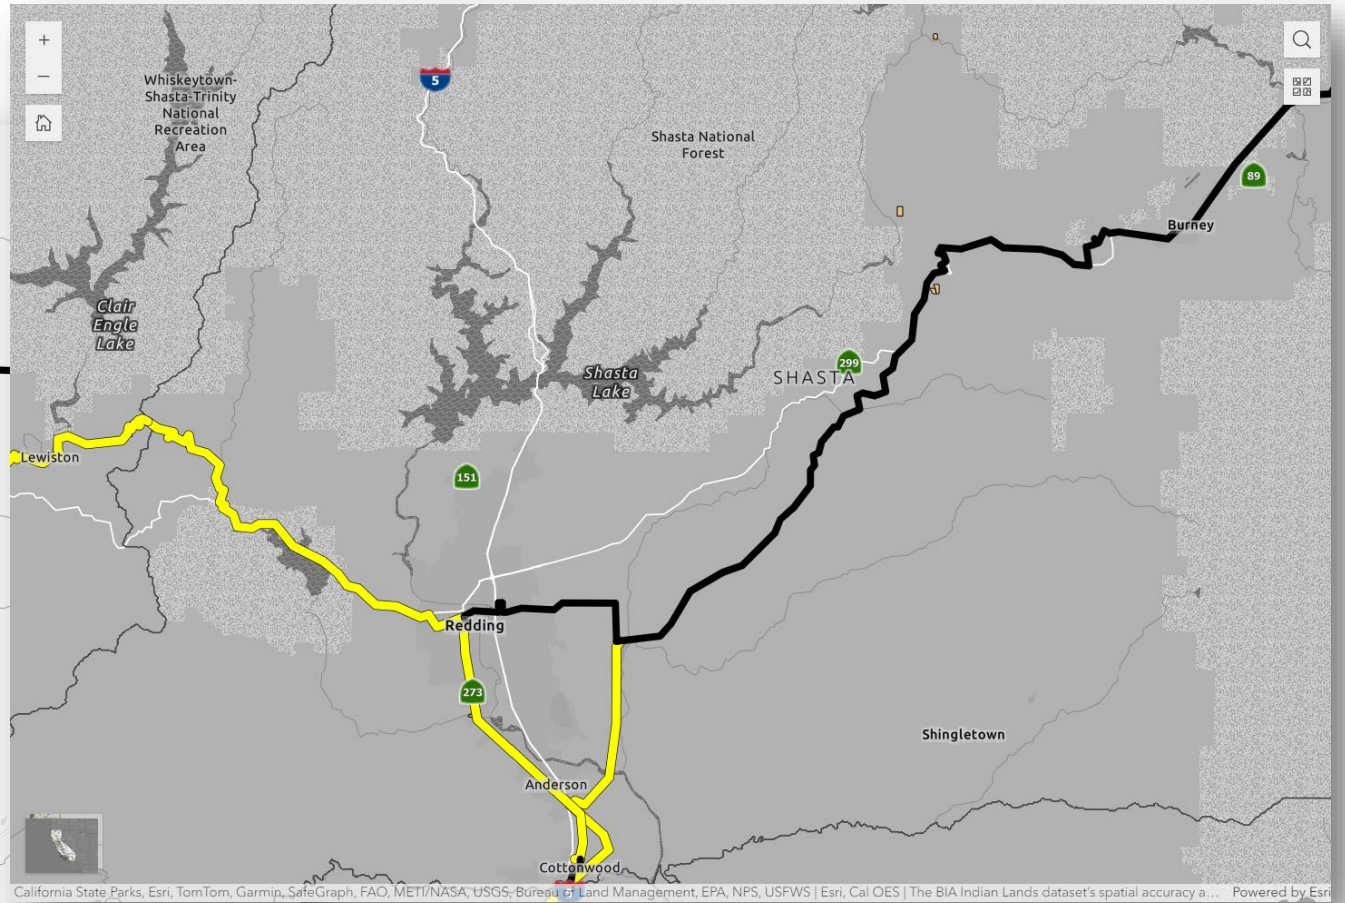 +
−
5
Whiskeytown-
Shasta-Trinity
National
Recreation
Area
Shasta National
Forest
89
Burney
Clair
Engle
Lake
Shasta
Lake
299
SHASTA
Lewiston
151
Redding
273
Shingletown
Anderson
Cottonwood
California State Parks, Esri, TomTom, Garmin, SafeGraph, FAO, METI/NASA, USGS, Bureau of Land Management, EPA, NPS, USFWS | Esri, Cal OES | The BIA Indian Lands dataset's spatial accuracy a... Powered by Esri